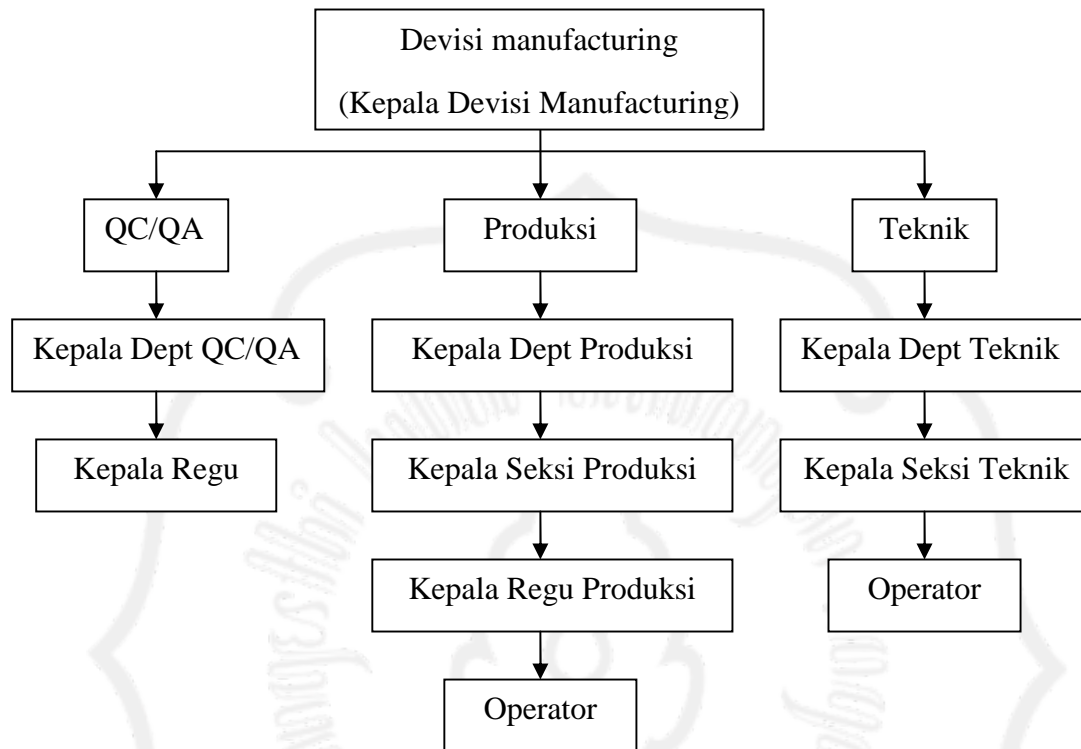 Devisi manufacturing
(Kepala Devisi Manufacturing)
QC/QA
Produksi
Teknik
Kepala Dept QC/QA
Kepala Dept Produksi
Kepala Dept Teknik
Kepala Regu
Kepala Seksi Produksi
Kepala Seksi Teknik
Kepala Regu Produksi
Operator
Operator